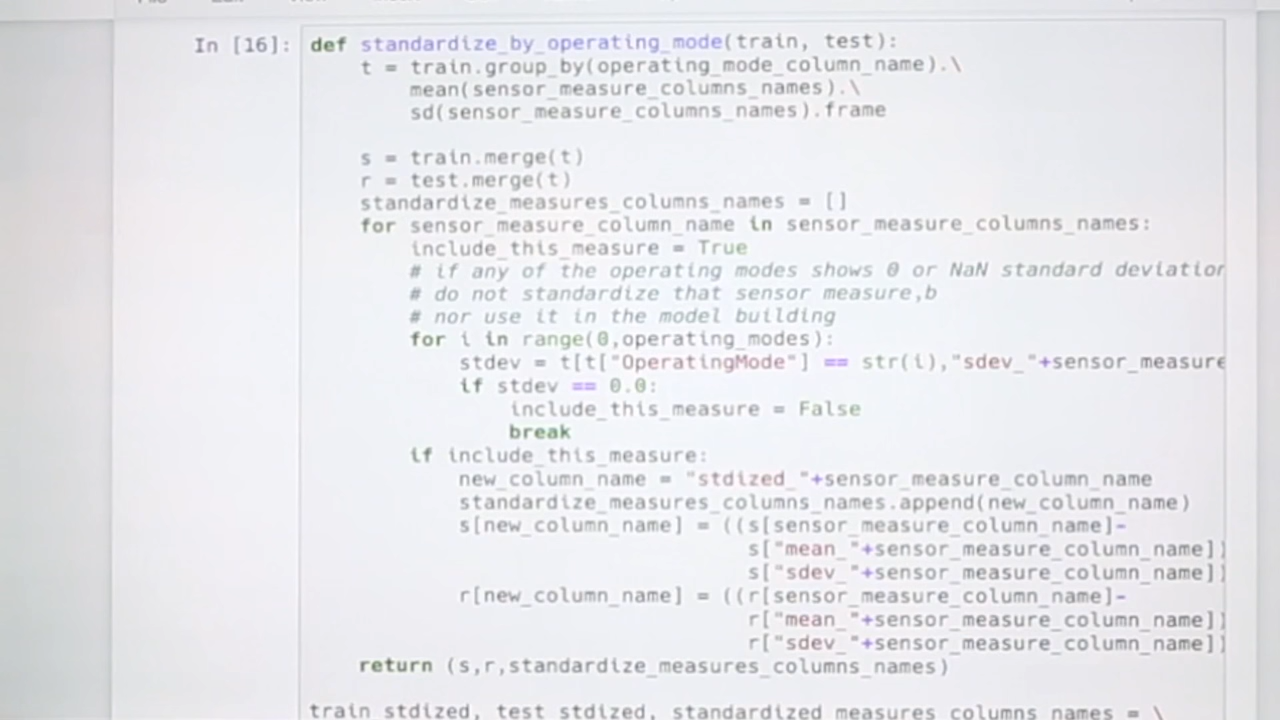 In [16]: def standardize_by_operating_mode(train, test):
t = train.group_by(operating_mode_column_name).\
mean(sensor_measure_columns_names).\
sd(sensor_measure_columns_names).frame
s = train.merge(t)
r = test.merge(t)
standardize_measures_columns_names = []
for sensor_measure_column_name in sensor_measure_columns_names:
include_this_measure = True
# if any of the operating modes shows 0 or NaN standard deviation
# do not standardize that sensor measure,b
# nor use it in the model building
for i in range(0,operating_modes):
stdev = t[t["OperatingMode"] == str(i),"sdev_"+sensor_measure
if stdev == 0.0:
include_this_measure = False
break
if include_this_measure:
new_column_name = "stdized_"+sensor_measure_column_name
standardize_measures_columns_names.append(new_column_name)
s[new_column_name] = ((s[sensor_measure_column_name]-
s["mean_"+sensor_measure_column_name])
s["sdev_"+sensor_measure_column_name])
r[new_column_name] = ((r[sensor_measure_column_name]-
r["mean_"+sensor_measure_column_name])
r["sdev_"+sensor_measure_column_name])
return (s,r,standardize_measures_columns_names)
train_stdized, test_stdized, standardized_measures_columns_names = \